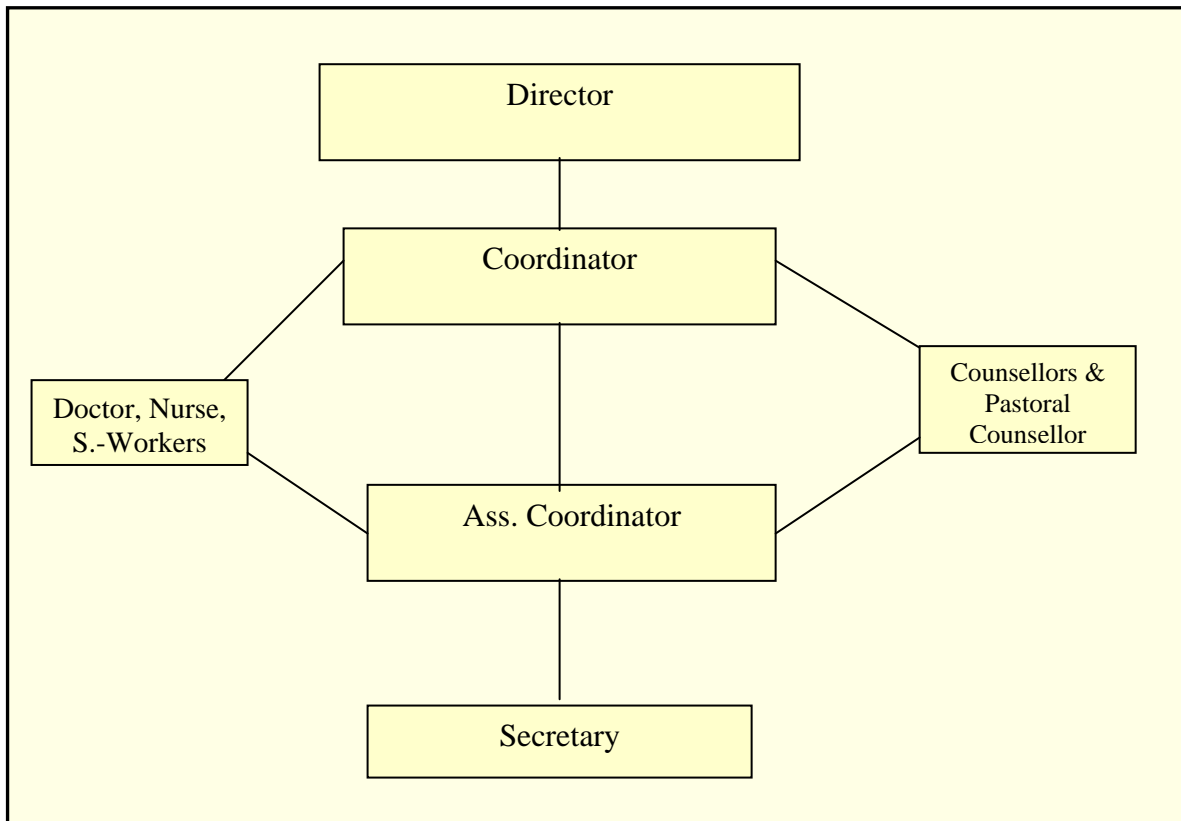 Director
Coordinator
Doctor, Nurse,
S.-Workers
Counsellors &
Pastoral
Counsellor
Ass. Coordinator
Secretary